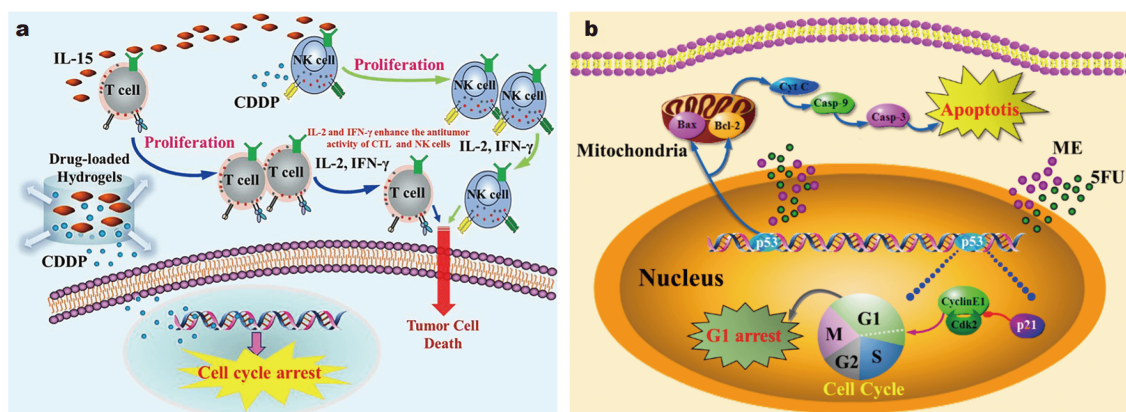 a
IL-15
T cell
CDDP
NK cell
Proliferation
NK cell
NK cell
Proliferation
IL-2 and IFN-γ enhance the antitumor
activity of CTL and NK cells
IL-2, IFN-γ
Drug-loaded
Hydrogels
T cell
T cell
IL-2, IFN-γ
T cell
NK cell
CDDP
Tumor Cell
Death
Cell cycle arrest
b
Cyt C
Casp-9
Casp-3
Apoptotis
Bax
Bcl-2
Mitochondria
ME
5FU
p53
p53
Nucleus
CyclinE1
Cdk2
p21
G1 arrest
G1
M
S
G2
Cell Cycle